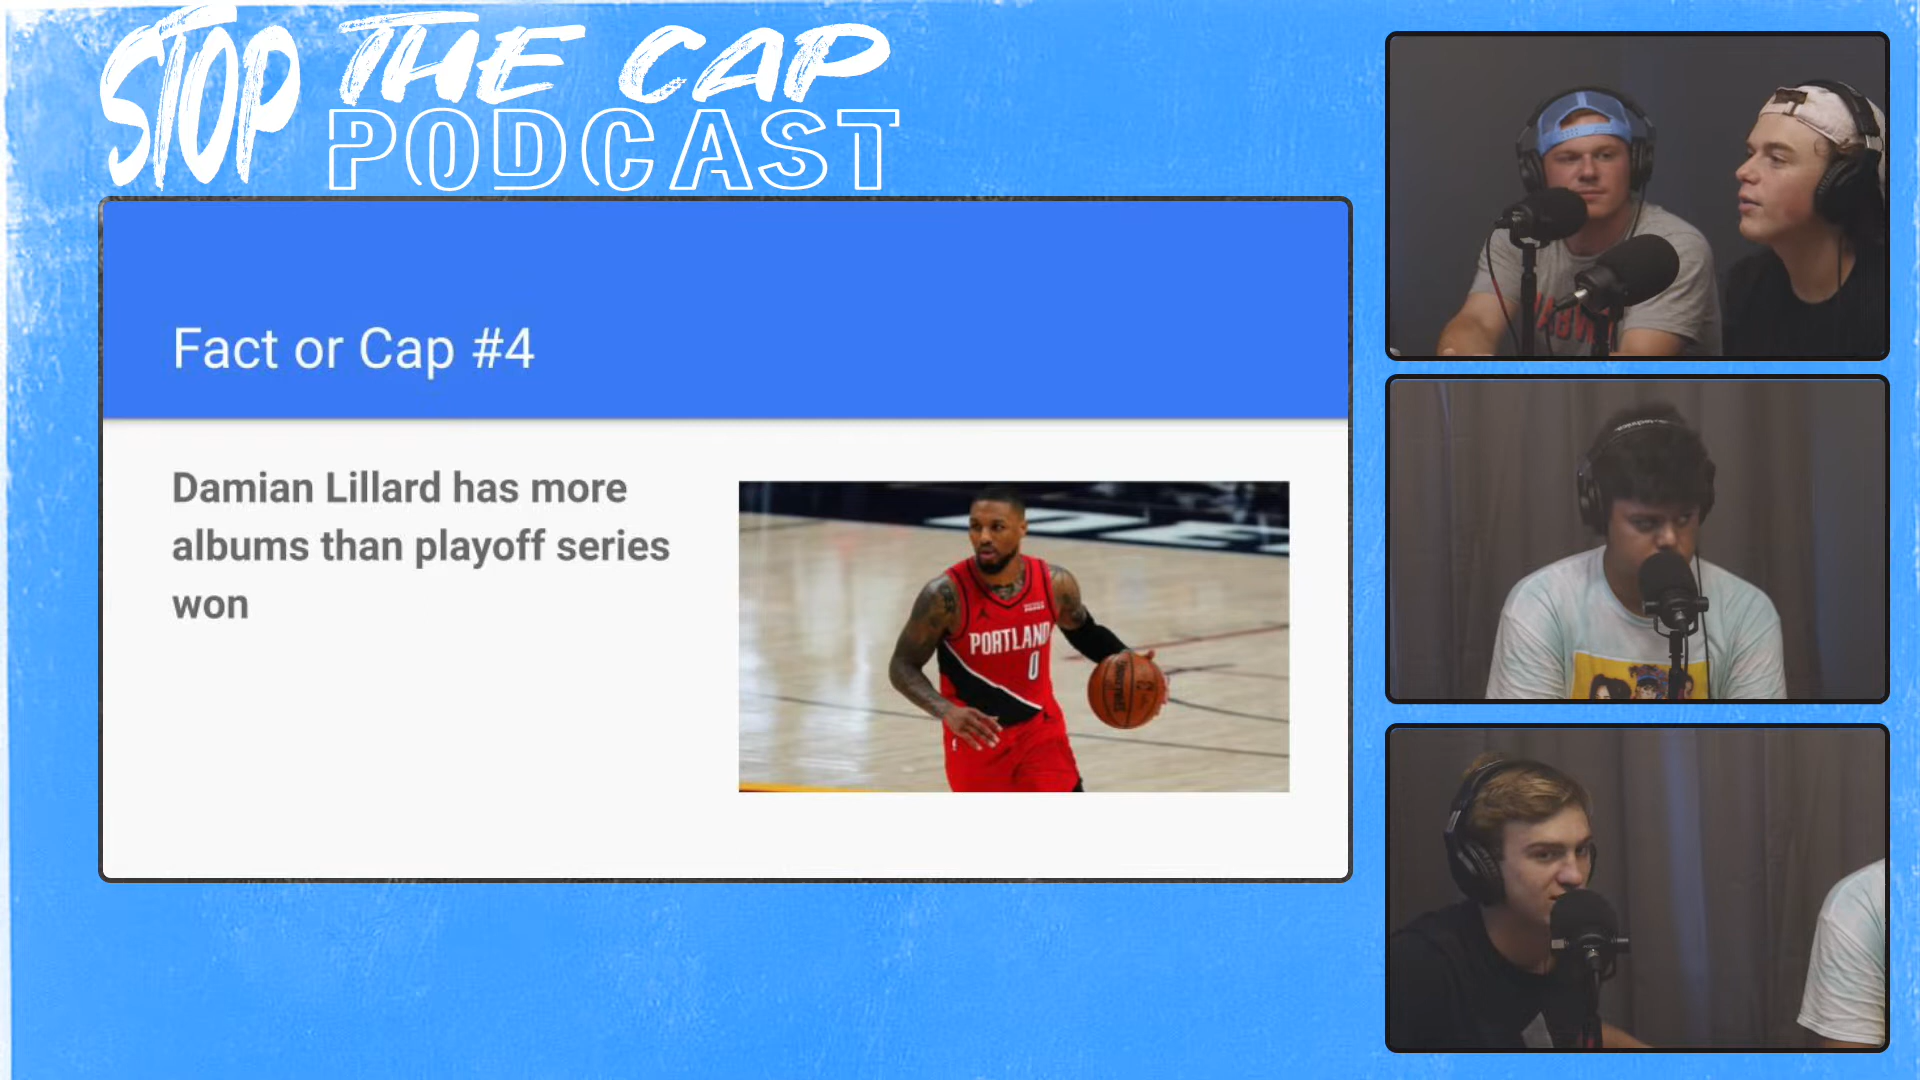 STOP THE CAP
PODCAST
Fact or Cap #4
Damian Lillard has more
albums than playoff series
won
PORTLAND
0